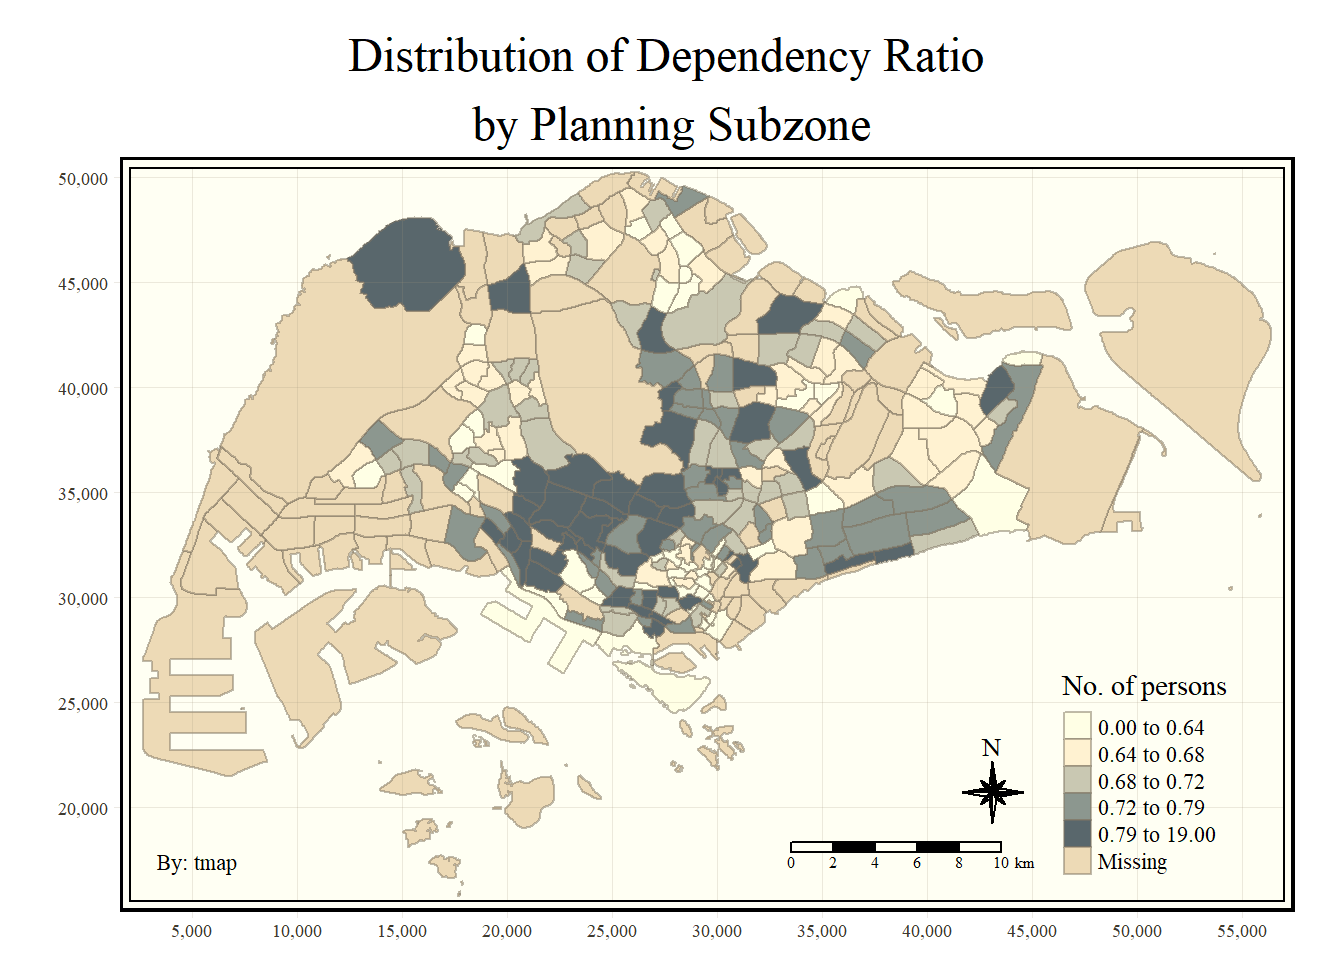 Distribution of Dependency Ratio
by Planning Subzone
50,000
45,000
40,000
35,000
30,000
25,000
20,000
No. of persons
0.00 to 0.64
0.64 to 0.68
0.68 to 0.72
0.72 to 0.79
0.79 to 19.00
Missing
N
0 2 4 6 8 10 km
By: tmap
5,000 10,000 15,000 20,000 25,000 30,000 35,000 40,000 45,000 50,000 55,000